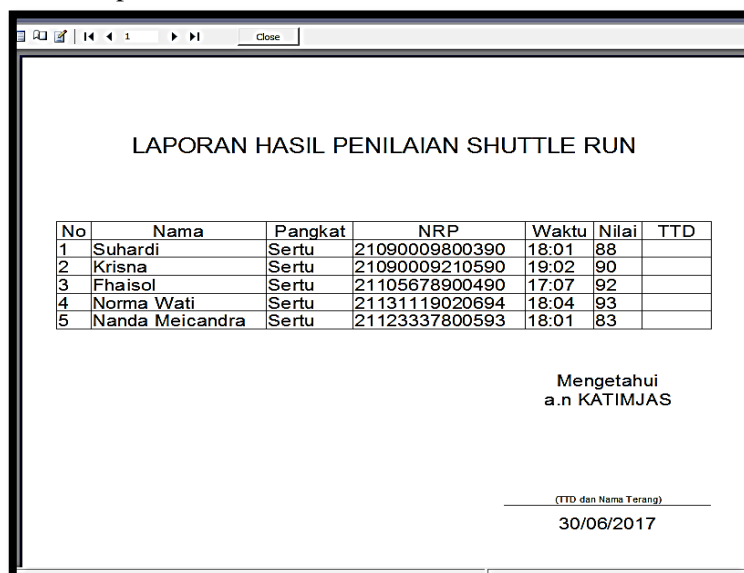 1 Close
LAPORAN HASIL PENILAIAN SHUTTLE RUN
No Nama Pangkat NRP Waktu Nilai TTD
1 Suhardi Sertu 21090009800390 18:01 88
2 Krisna Sertu 21090009210590 19:02 90
3 Fhaisol Sertu 21105678900490 17:07 92
4 Norma Wati Sertu 21131119020694 18:04 93
5 Nanda Meicandra Sertu 21123337800593 18:01 83
Mengetahui
a.n KATIMJAS
(TTD dan Nama Terang)
30/06/2017